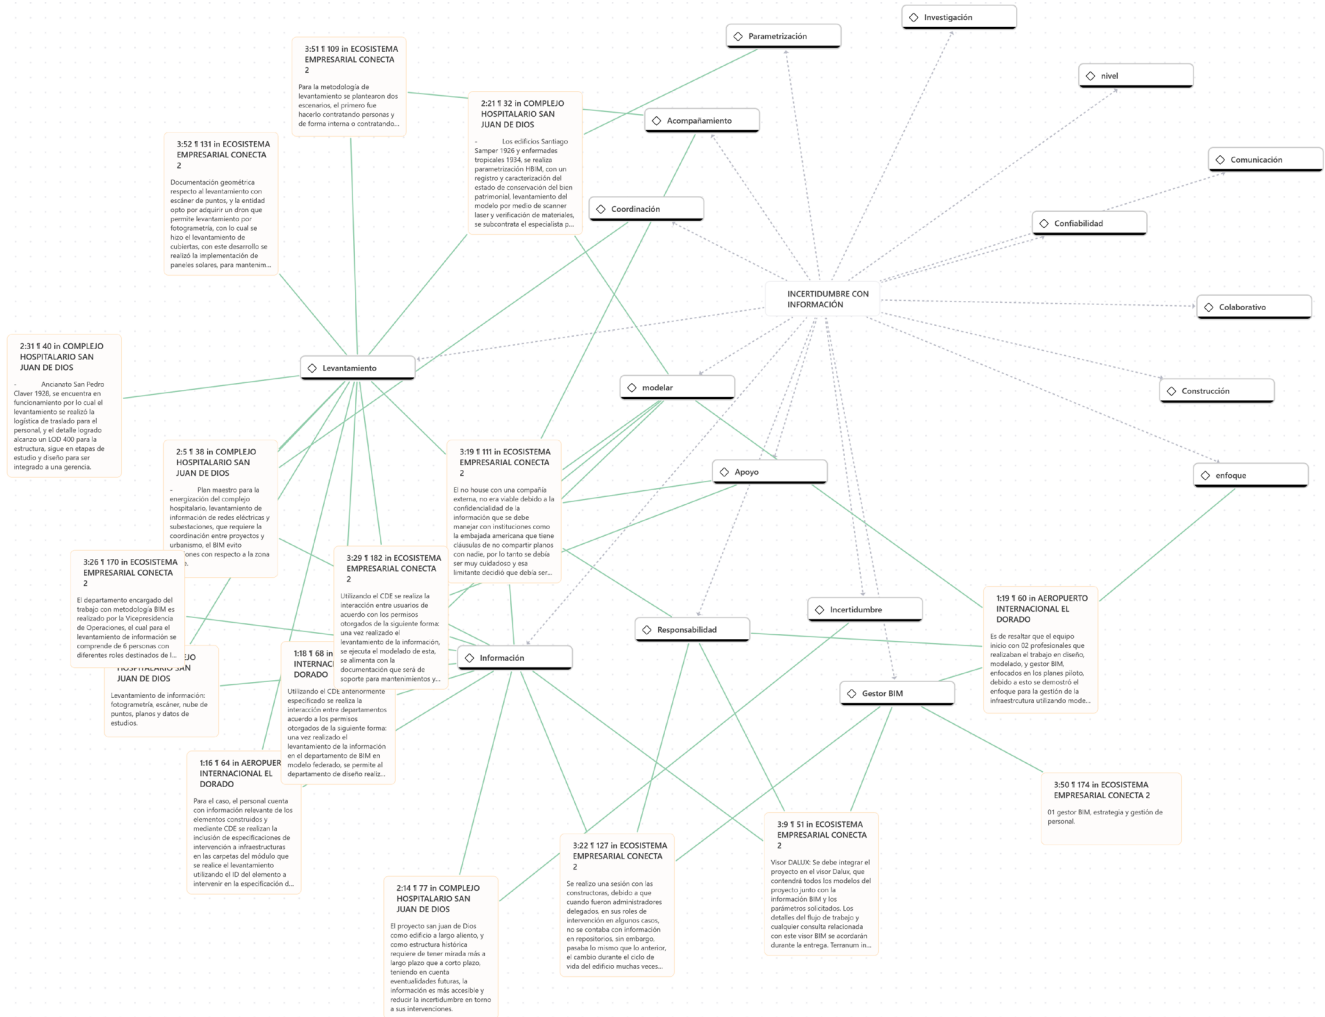 Investigación
Parametrización
nivel
Acompañamiento
Comunicación
Coordinación
Confiabilidad
INCERTIDUMBRE CON
INFORMACIÓN
Colaborativo
Levantamiento
modelar
Construcción
Apoyo
enfoque
Incertidumbre
Responsabilidad
Información
Gestor BIM
3:51 ¶ 109 in ECOSISTEMA
EMPRESARIAL CONECTA
2
Para la metodología de
levantamiento se plantearon dos
escenarios, el primero fue
hacerlo contratando personas y
de forma interna o contratando...
2:21 ¶ 32 in COMPLEJO
HOSPITALARIO SAN
JUAN DE DIOS
- Los edificios Santiago
Samper 1926 y enfermades
tropicales 1934, se realiza
parametrización HBIM, con un
registro y caracterización del
estado de conservación del bien
patrimonial, levantamiento del
modelo por medio de scanner
laser y verificación de materiales,
se subcontrata el especialista p...
3:52 ¶ 131 in ECOSISTEMA
EMPRESARIAL CONECTA
2
Documentación geométrica
respecto al levantamiento con
escáner de puntos, y la entidad
opto por adquirir un dron que
permite levantamiento por
fotogrametría, con lo cual se
hizo el levantamiento de
cubiertas, con este desarrollo se
realizó la implementación de
paneles solares, para mantenim...
2:31 ¶ 40 in COMPLEJO
HOSPITALARIO SAN
JUAN DE DIOS
- Ancianato San Pedro
Claver 1928, se encuentra en
funcionamiento por lo cual el
levantamiento se realizó la
logística de traslado para el
personal, y el detalle logrado
alcanzo un LOD 400 para la
estructura, sigue en etapas de
estudio y diseño para ser
integrado a una gerencia.
2:5 ¶ 38 in COMPLEJO
HOSPITALARIO SAN
JUAN DE DIOS
- Plan maestro para la
energización del complejo
hospitalario, levantamiento de
información de redes eléctricas y
subestaciones, que requiere la
coordinación entre proyectos y
urbanismo, el BIM evito
ones con respecto a la zona
3:19 ¶ 111 in ECOSISTEMA
EMPRESARIAL CONECTA
2
El no house con una compañía
externa, no era viable debido a la
confidencialidad de la
información que se debe
manejar con instituciones como
la embajada americana que tiene
cláusulas de no compartir planos
con nadie, por lo tanto se debía
ser muy cuidadoso y esa
limitante decidió que debía ser...
3:26 ¶ 170 in ECOSISTEMA
EMPRESARIAL CONECTA
2
El departamento encargado del
trabajo con metodología BIM es
realizado por la Vicepresidencia
de Operaciones, el cual para el
levantamiento de información se
comprende de 6 personas con
diferentes roles destinados de l...
3:29 ¶ 182 in ECOSISTEMA
EMPRESARIAL CONECTA
2
Utilizando el CDE se realiza la
interacción entre usuarios de
acuerdo con los permisos
otorgados de la siguiente forma:
una vez realizado el
levantamiento de la información,
se ejecuta el modelado de esta,
se alimenta con la
documentación que será de
soporte para mantenimientos y...
EJO
HOSPITALARIO SAN
JUAN DE DIOS
Levantamiento de información:
fotogrametría, escáner, nube de
puntos, planos y datos de
estudios.
1:18 ¶ 68 in
INTERNAC
DORADO
Utilizando el CDE anteriormente
especificado se realiza la
interacción entre departamentos
acuerdo a los permisos
otorgados de la siguiente forma:
una vez realizado el
levantamiento de la información
en el departamento de BIM en
modelo federado, se permite al
departamento de diseño realiz...
1:16 ¶ 64 in AEROPUER
INTERNACIONAL EL
DORADO
Para el caso, el personal cuenta
con información relevante de los
elementos construidos y
mediante CDE se realizan la
inclusión de especificaciones de
intervención a infraestructuras
en las carpetas del módulo que
se realice el levantamiento
utilizando el ID del elemento a
intervenir en la especificación d...
1:19 ¶ 60 in AEROPUERTO
INTERNACIONAL EL
DORADO
Es de resaltar que el equipo
inicio con 02 profesionales que
realizaban el trabajo en diseño,
modelado, y gestor BIM,
enfocados en los planes piloto,
debido a esto se demostró el
enfoque para la gestión de la
infraestrcutura utilizando mode...
3:50 ¶ 174 in ECOSISTEMA
EMPRESARIAL CONECTA 2
01 gestor BIM, estrategia y gestión de
personal.
3:9 ¶ 51 in ECOSISTEMA
EMPRESARIAL CONECTA
2
Visor DALUX: Se debe integrar el
proyecto en el visor Dalux, que
contendrá todos los modelos del
proyecto junto con la
información BIM y los
parámetros solicitados. Los
detalles del flujo de trabajo y
cualquier consulta relacionada
con este visor BIM se acordarán
durante la entrega. Terranum in...
3:22 ¶ 127 in ECOSISTEMA
EMPRESARIAL CONECTA
2
Se realizo una sesión con las
constructoras, debido a que
cuando fueron administradores
delegados, en sus roles de
intervención en algunos casos,
no se contaba con información
en repositorios, sin embargo,
pasaba lo mismo que lo anterior,
el cambio durante el ciclo de
vida del edificio muchas veces...
2:14 ¶ 77 in COMPLEJO
HOSPITALARIO SAN
JUAN DE DIOS
El proyecto san juan de Dios
como edificio a largo aliento, y
como estructura histórica
requiere de tener mirada más a
largo plazo que a corto plazo,
teniendo en cuenta
eventualidades futuras, la
información es más accesible y
reducir la incertidumbre en torno
a sus intervenciones.